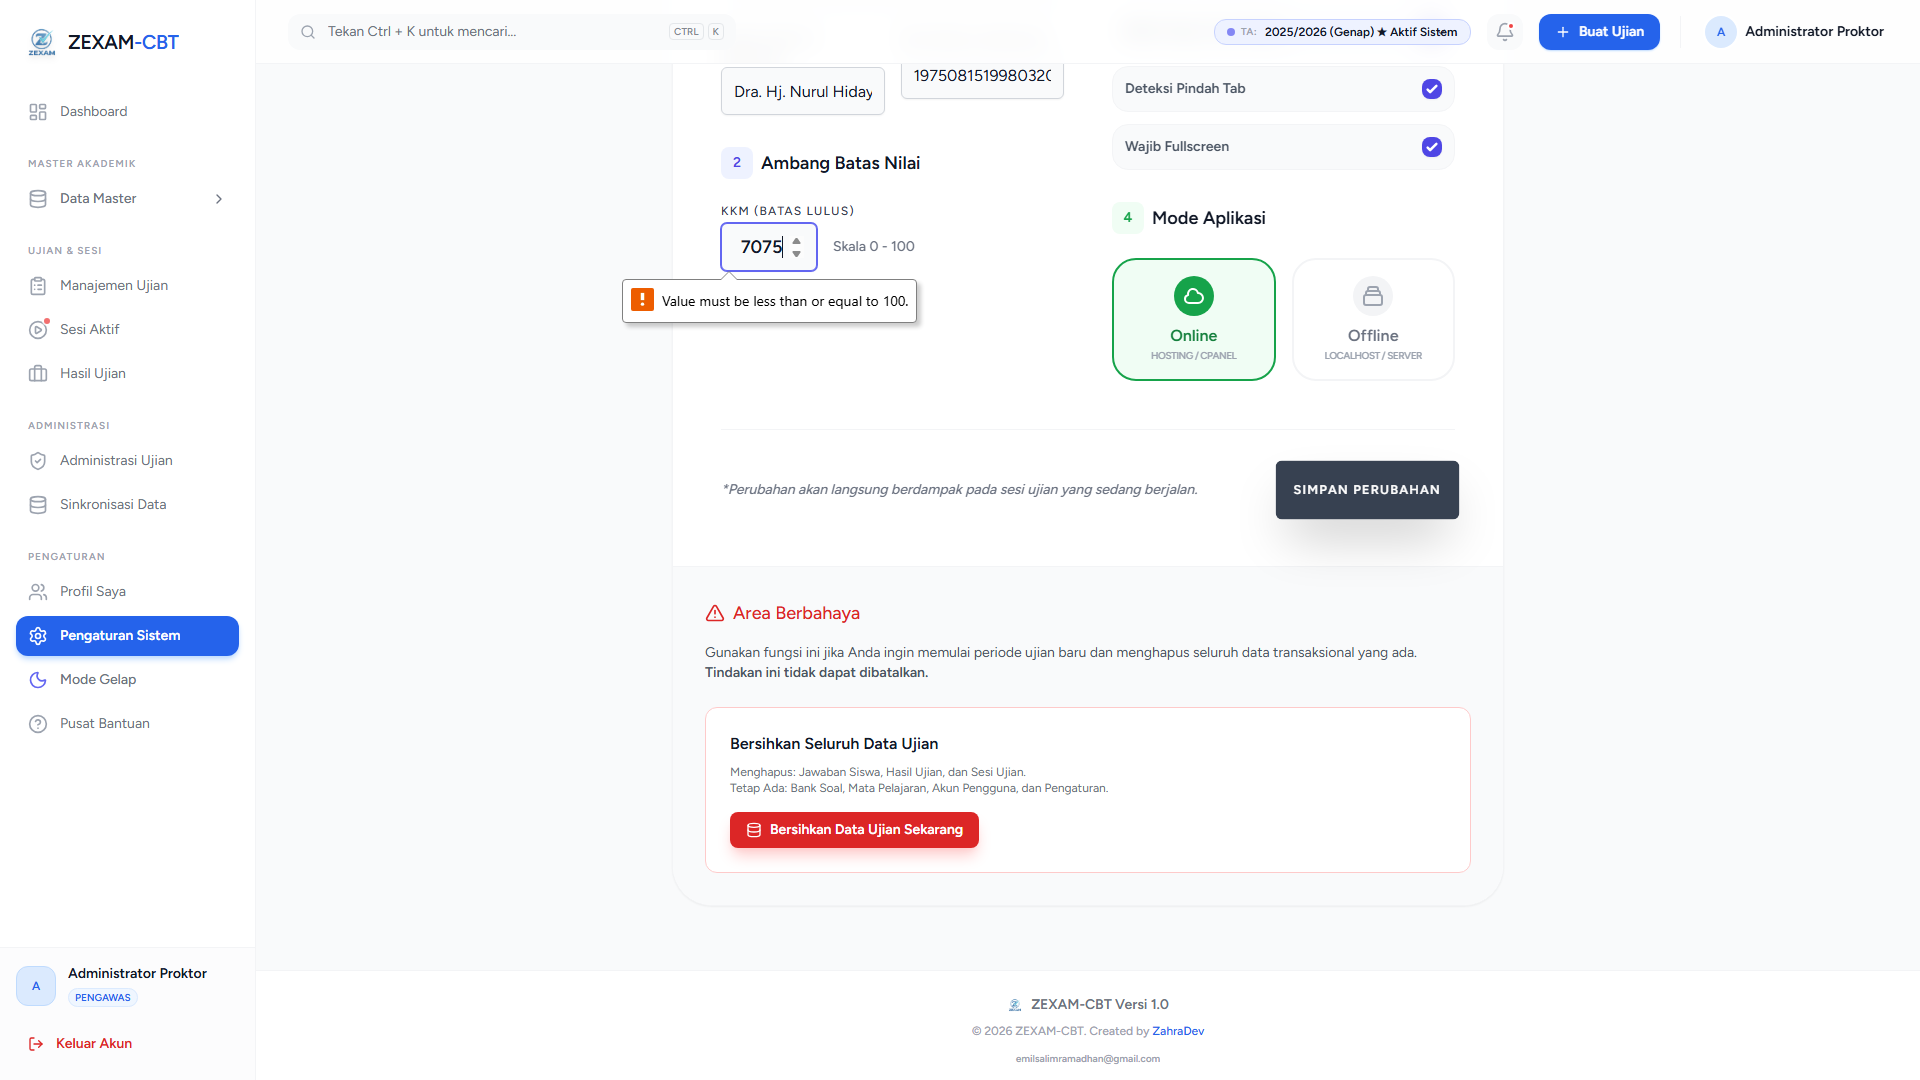 ZEXAM-CBT
Tekan Ctrl + K untuk mencari...
CTRL K
TA: 2025/2026 (Genap) ★ Aktif Sistem
Buat Ujian
A Administrator Proktor
Dashboard
MASTER AKADEMIK
Data Master
UJIAN & SESI
Manajemen Ujian
Sesi Aktif
Hasil Ujian
ADMINISTRASI
Administrasi Ujian
Sinkronisasi Data
PENGATURAN
Profil Saya
Pengaturan Sistem
Mode Gelap
Pusat Bantuan
A
Administrator Proktor
PENGAWAS
Keluar Akun
Dra. Hj. Nurul Hiday
2 Ambang Batas Nilai
KKM (BATAS LULUS)
7075
Skala 0 - 100
Value must be less than or equal to 100.
Deteksi Pindah Tab
Wajib Fullscreen
4 Mode Aplikasi
Online
HOSTING / CPANEL
Offline
LOCALHOST / SERVER
*Perubahan akan langsung berdampak pada sesi ujian yang sedang berjalan.
SIMPAN PERUBAHAN
Area Berbahaya
Gunakan fungsi ini jika Anda ingin memulai periode ujian baru dan menghapus seluruh data transaksional yang ada.
Tindakan ini tidak dapat dibatalkan.
Bersihkan Seluruh Data Ujian
Menghapus: Jawaban Siswa, Hasil Ujian, dan Sesi Ujian.
Tetap Ada: Bank Soal, Mata Pelajaran, Akun Pengguna, dan Pengaturan.
Bersihkan Data Ujian Sekarang
ZEXAM-CBT Versi 1.0
© 2026 ZEXAM-CBT. Created by ZahraDev
emilsalimramadhan@gmail.com